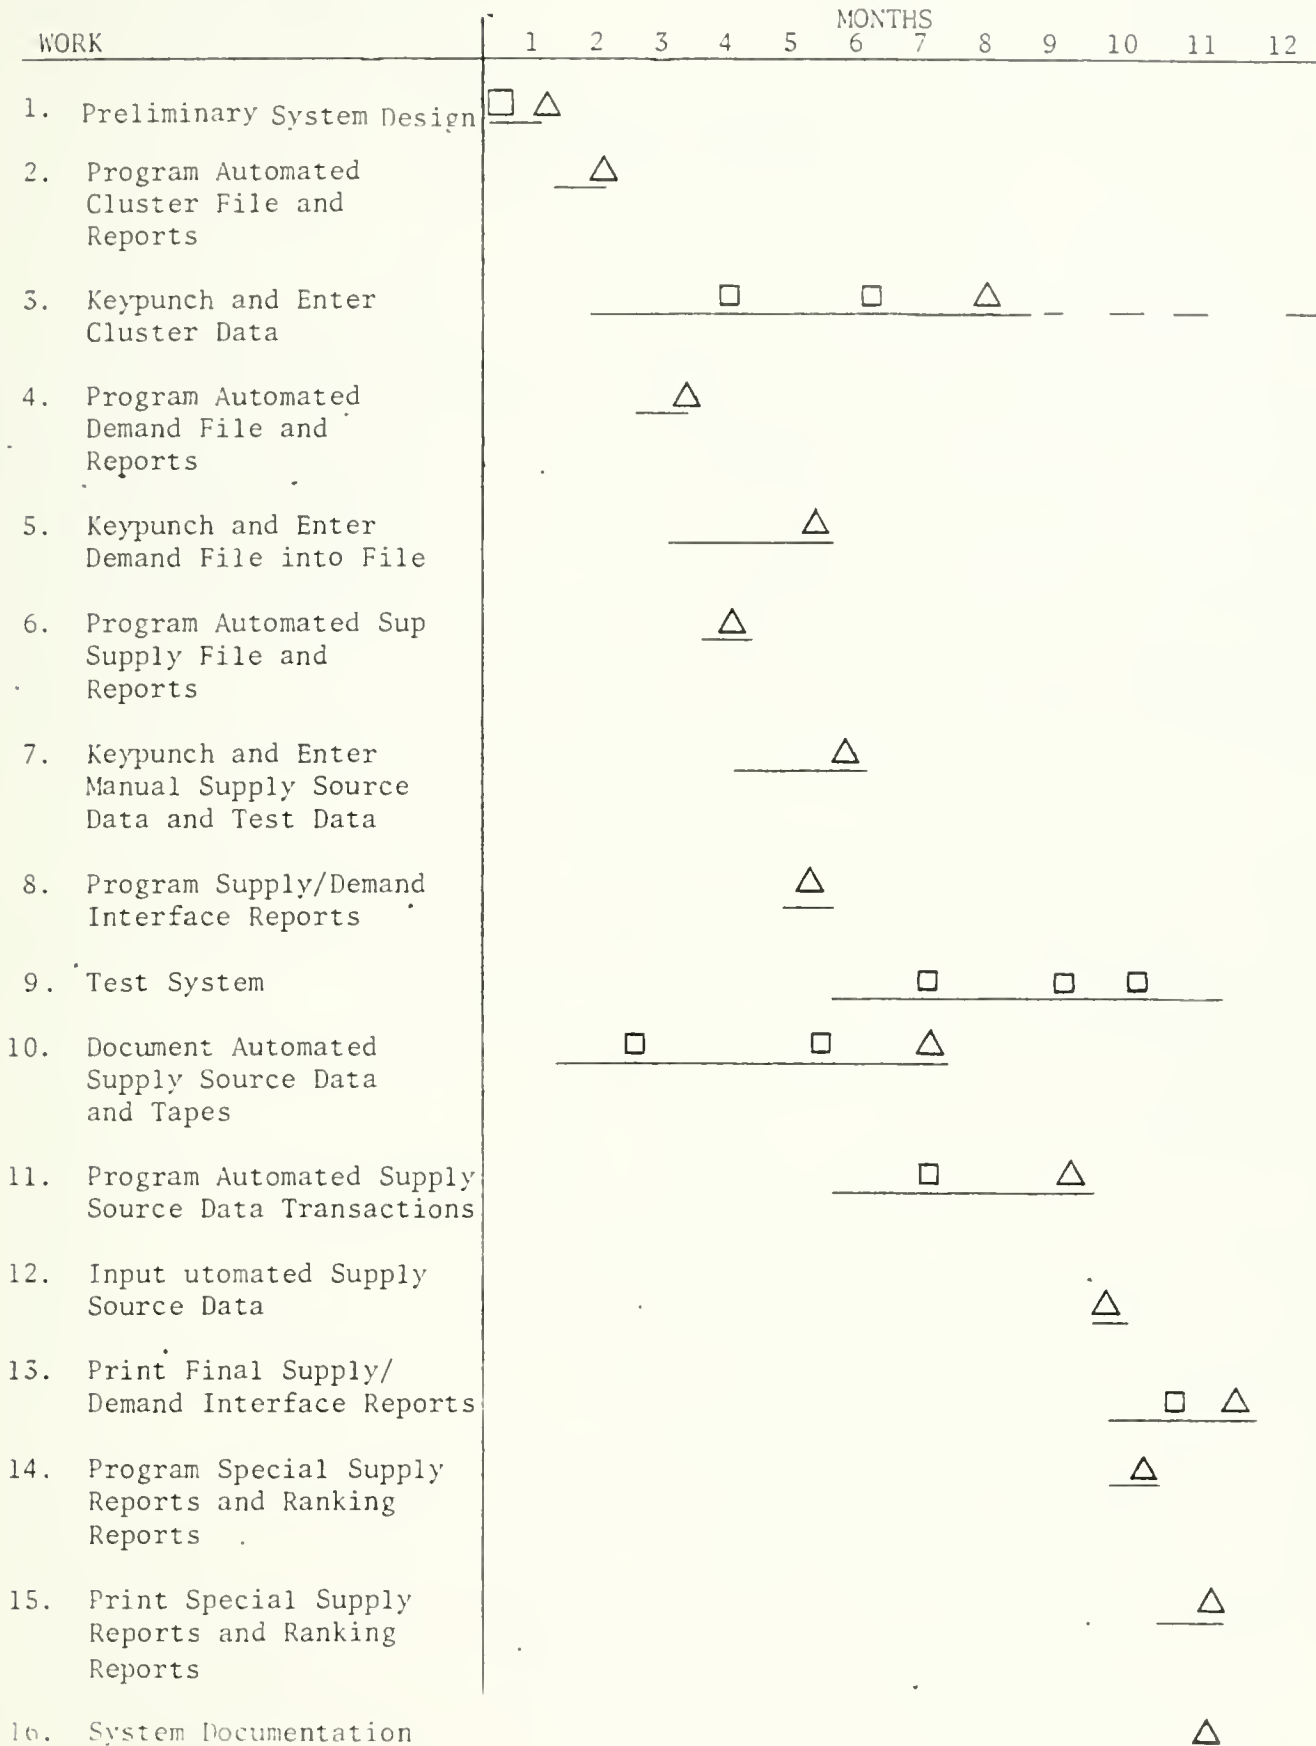 MONTHS
WORK 1 2 3 4 5 6 7 8 9 10 11 12
1. Preliminary System Design
2. Program Automated
Cluster File and
Reports
3. Keypunch and Enter
Cluster Data
4. Program Automated
Demand File and
Reports
5. Keypunch and Enter
Demand File into File
6. Program Automated Sup
Supply File and
Reports
7. Keypunch and Enter
Manual Supply Source
Data and Test Data
8. Program Supply/Demand
Interface Reports
9. Test System
10. Document Automated
Supply Source Data
and Tapes
11. Program Automated Supply
Source Data Transactions
12. Input utomated Supply
Source Data
13. Print Final Supply/
Demand Interface Reports
14. Program Special Supply
Reports and Ranking
Reports
15. Print Special Supply
Reports and Ranking
Reports
16. System Documentation